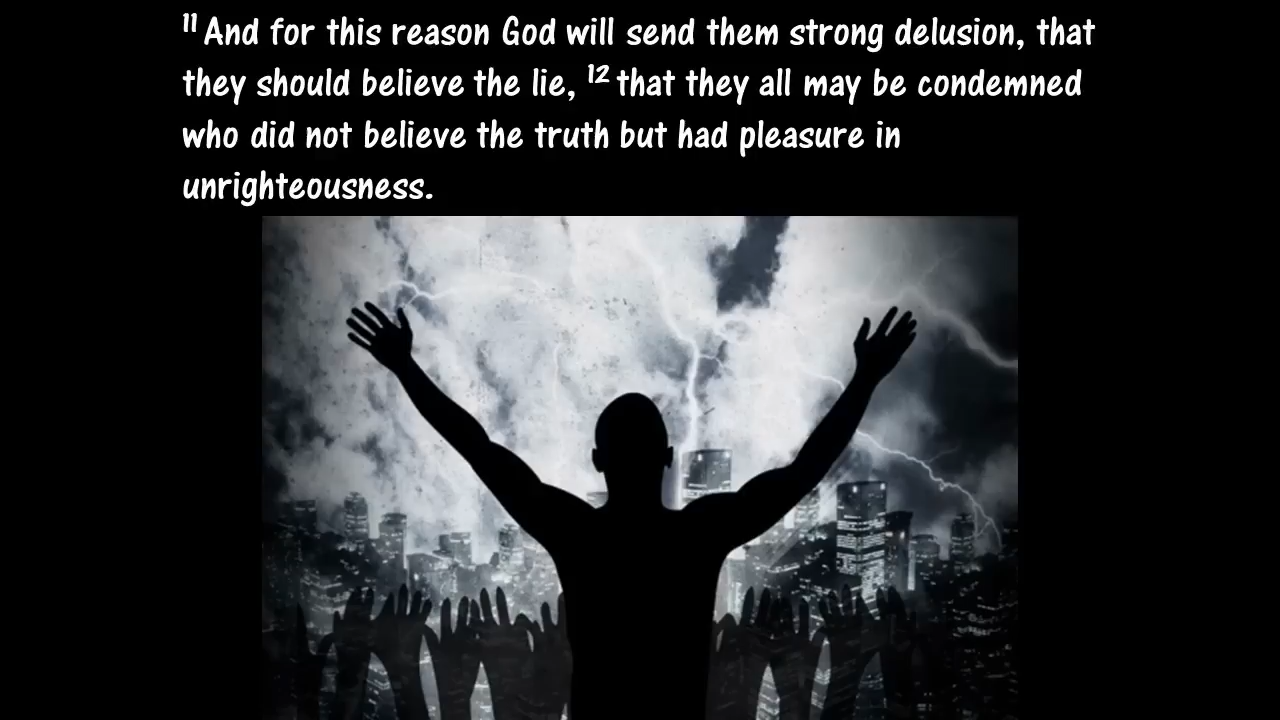 11 And for this reason God will send them strong delusion, that
they should believe the lie, 12 that they all may be condemned
who did not believe the truth but had pleasure in
unrighteousness.